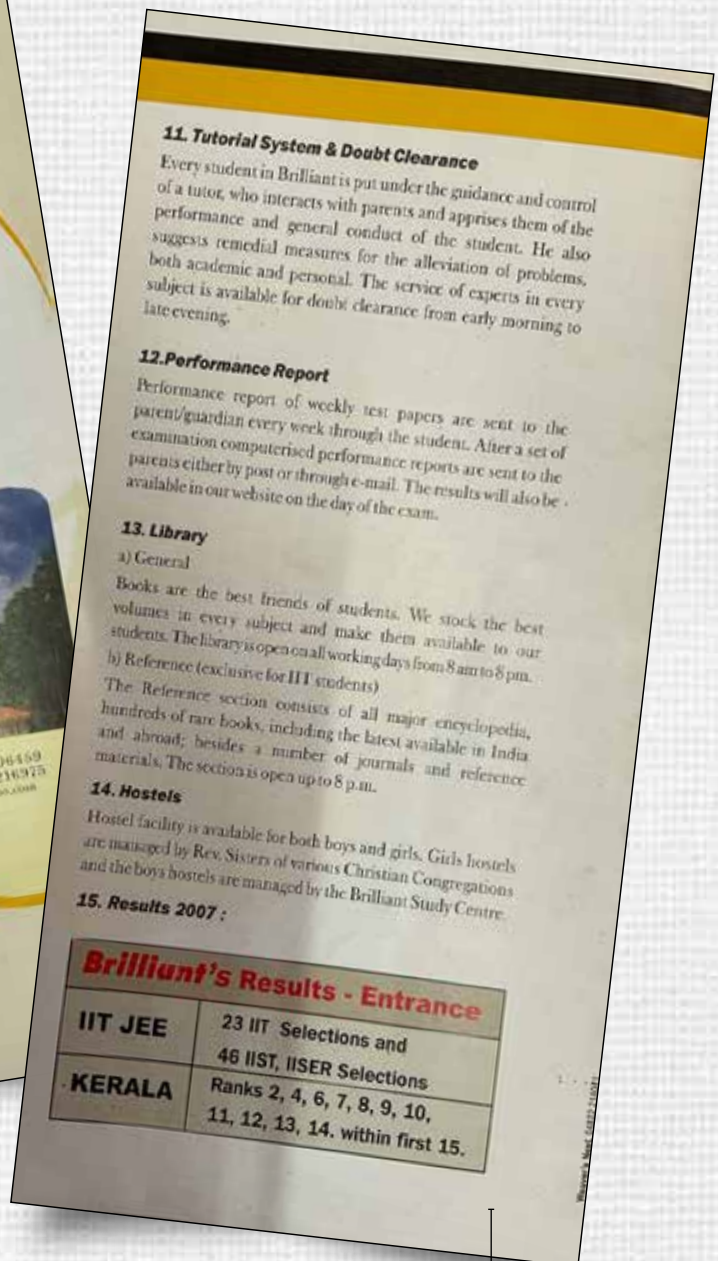 11. Tutorial System & Doubt Clearance
Every student in Brilliant is put under the guidance and control
of a tutor, who interacts with parents and apprises them of the
performance and general conduct of the student. He also
suggests remedial measures for the alleviation of problems,
both academic and personal. The service of experts in every
subject is available for doubt clearance from early morning to
late evening.
12.Performance Report
Performance report of weekly test papers are sent to the
parent/guardian every week through the student. After a set of
examination computerised performance reports are sent to the
parents either by post or through e-mail. The results will also be
available in our website on the day of the exam.
13. Library
a) General
Books are the best friends of students. We stock the best
volumes in every subject and make them available to our
students. The library is open on all working days from 8 am to 8 pm.
b) Reference (exclusive for IIT students)
The Reference section consists of all major encyclopedia,
hundreds of rare books, including the latest available in India
and abroad; besides a number of journals and reference
materials. The section is open up to 8 p.m.
14. Hostels
Hostel facility is available for both boys and girls. Girls hostels
are managed by Rev. Sisters of various Christian Congregations
and the boys hostels are managed by the Brilliant Study Centre
15. Results 2007 :
Brilliant's Results - Entrance
IIT JEE
23 IIT Selections and
46 IIST, IISER Selections
KERALA
Ranks 2, 4, 6, 7, 8, 9, 10,
11, 12, 13, 14. within first 15.